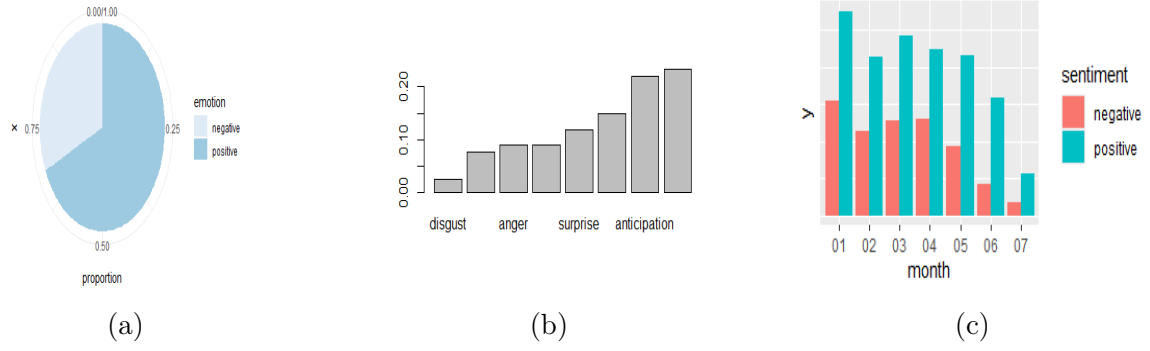 0.00/1.00
x
0.75
0.25
0.50
proportion
emotion
negative
positive
(a)
0.20
0.10
0.00
disgust anger surprise anticipation
(b)
y
01 02 03 04 05 06 07
month
sentiment
negative
positive
(c)